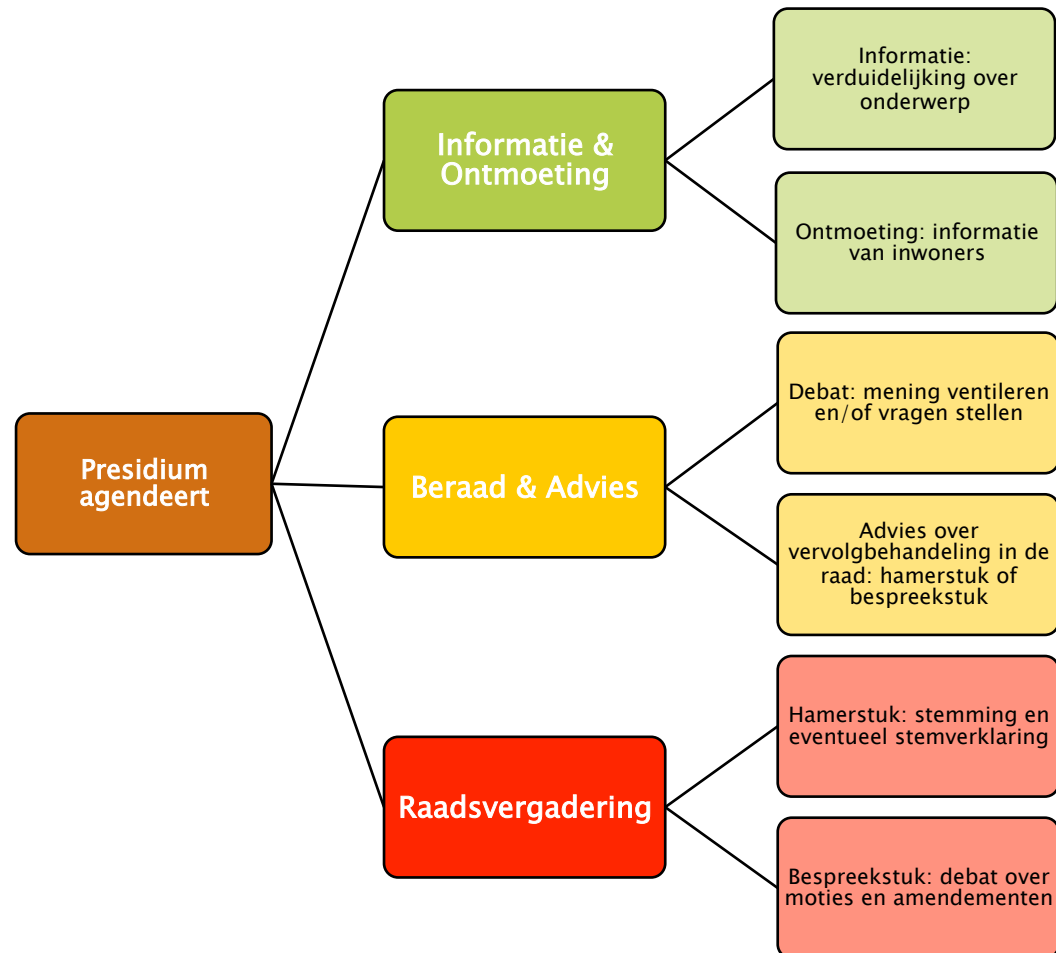 Presidium
agendeert
Informatie &
Ontmoeting
Informatie:
verduidelijking over
onderwerp
Ontmoeting: informatie
van inwoners
Beraad & Advies
Debat: mening ventileren
en/of vragen stellen
Advies over
vervolgbehandeling in de
raad: hamerstuk of
bespreekstuk
Raadsvergadering
Hamerstuk: stemming en
eventueel stemverklaring
Bespreekstuk: debat over
moties en amendementen